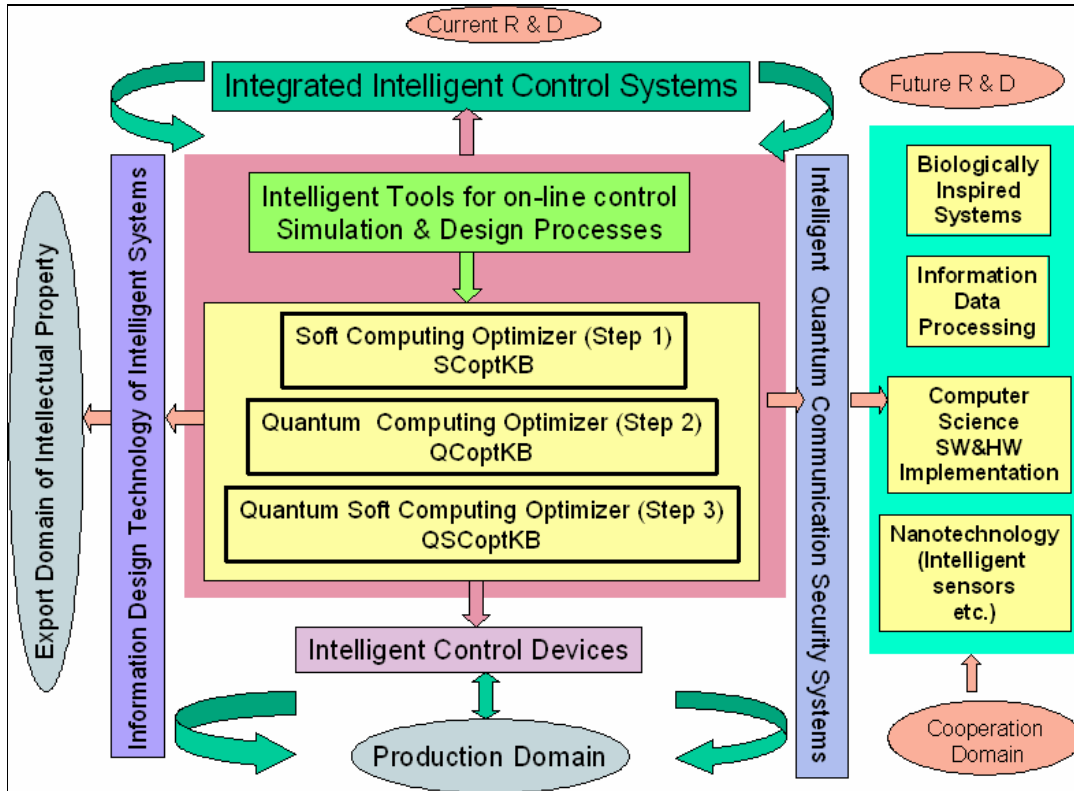 Current R & D
Integrated Intelligent Control Systems
Future R & D
Export Domain of Intellectual Property
Information Design Technology of Intelligent Systems
Intelligent Tools for on-line control
Simulation & Design Processes
Soft Computing Optimizer (Step 1)
SCoptKB
Quantum Computing Optimizer (Step 2)
QCoptKB
Quantum Soft Computing Optimizer (Step 3)
QSCoptKB
Intelligent Control Devices
Production Domain
Intelligent Quantum Communication Security Systems
Biologically
Inspired
Systems
Information
Data
Processing
Computer
Science
SW&HW
Implementation
Nanotechnology
(Intelligent
sensors
etc.)
Cooperation
Domain